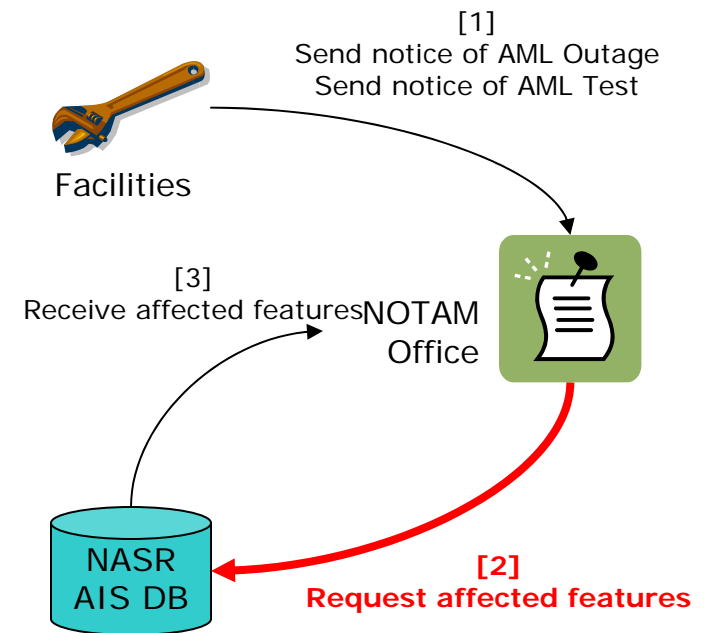 [1]
Send notice of AML Outage
Send notice of AML Test
Facilities
[3]
Receive affected features
NOTAM
Office
NASR
AIS DB
[2]
Request affected features